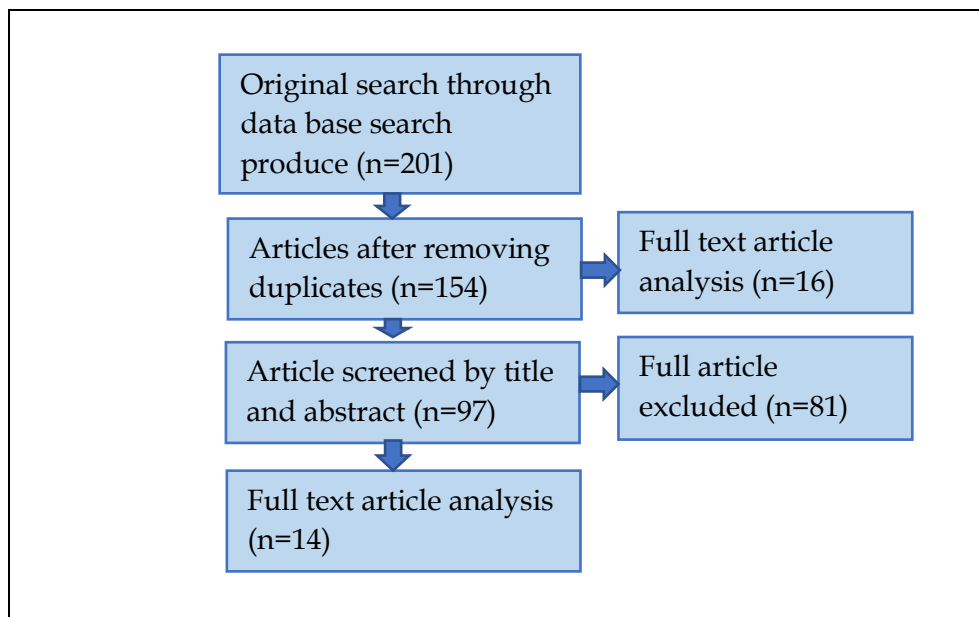 Original search through
data base search
produce (n=201)
Articles after removing
duplicates (n=154)
Full text article
analysis (n=16)
Article screened by title
and abstract (n=97)
Full article
excluded (n=81)
Full text article analysis
(n=14)